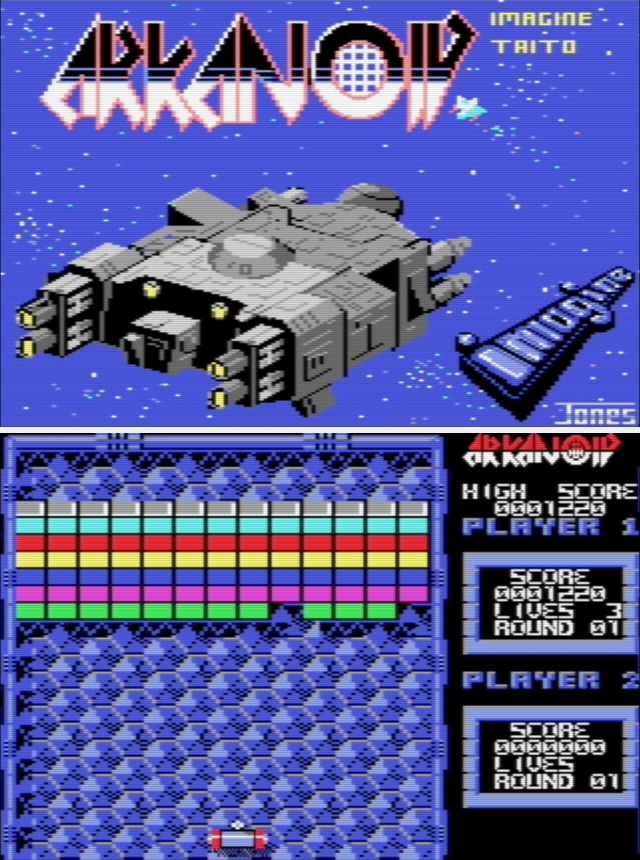 ARKANOID
IMAGINE
TAITO
Imagine
Jones
ARKANOID
HIGH SCORE
0001220
PLAYER 1
SCORE
0001220
LIVES 3
ROUND 01
PLAYER 2
SCORE
0000000
LIVES
ROUND 01